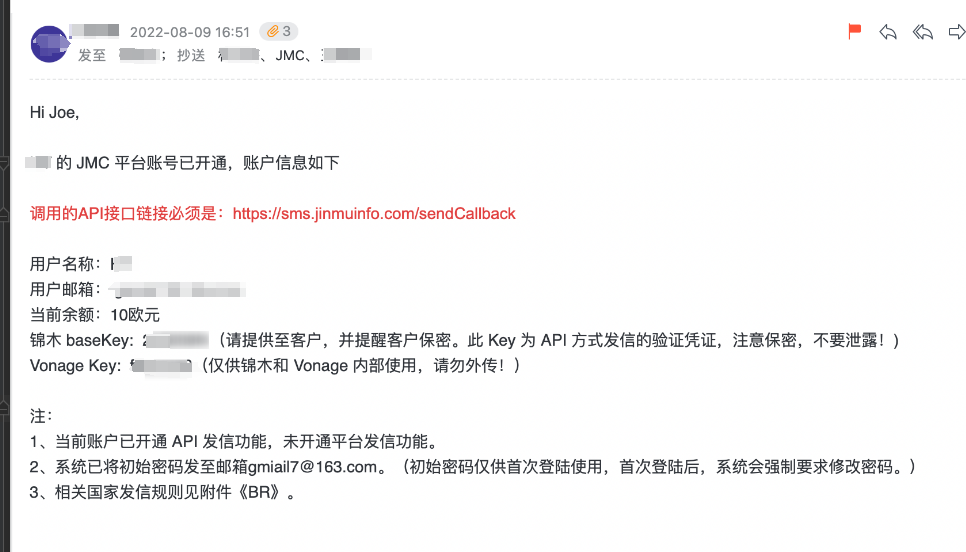 2022-08-09 16:51 3
发至 ；抄送 、JMC、
Hi Joe,
的 JMC 平台账号已开通，账户信息如下
调用的API接口链接必须是：https://sms.jinmuinfo.com/sendCallback
用户名称：
用户邮箱：
当前余额：10欧元
锦木 baseKey: （请提供至客户，并提醒客户保密。此 Key 为 API 方式发信的验证凭证，注意保密，不要泄露！)
Vonage Key: （仅供锦木和 Vonage 内部使用，请勿外传！）
注：
1、当前账户已开通 API 发信功能，未开通平台发信功能。
2、系统已将初始密码发至邮箱gmiail7@163.com。（初始密码仅供首次登陆使用，首次登陆后，系统会强制要求修改密码。）
3、相关国家发信规则见附件《BR》。